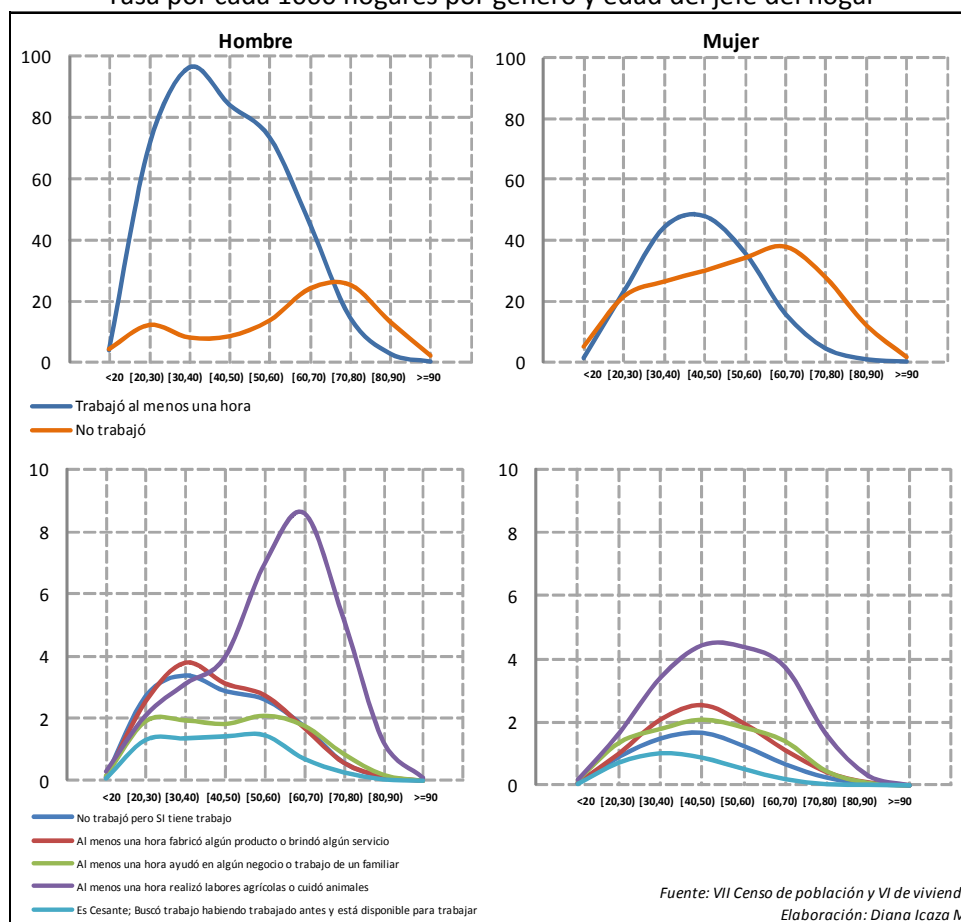 Tasa por cada 1000 hogares por género y edad del jefe del hogar
Hombre
100
80
60
40
20
0
<20 [20,30) [30,40) [40,50) [50,60) [60,70) [70,80) [80,90) >=90
Trabajó al menos una hora
No trabajó
Mujer
100
80
60
40
20
0
<20 [20,30) [30,40) [40,50) [50,60) [60,70) [70,80) [80,90) >=90
10
8
6
4
2
0
<20 [20,30) [30,40) [40,50) [50,60) [60,70) [70,80) [80,90) >=90
No trabajó pero SI tiene trabajo
Al menos una hora fabricó algún producto o brindó algún servicio
Al menos una hora ayudó en algún negocio o trabajo de un familiar
Al menos una hora realizó labores agrícolas o cuidó animales
Es Cesante; Buscó trabajo habiendo trabajado antes y está disponible para trabajar
10
8
6
4
2
0
<20 [20,30) [30,40) [40,50) [50,60) [60,70) [70,80) [80,90) >=90
Fuente: VII Censo de población y VI de viviend
Elaboración: Diana Icaza M